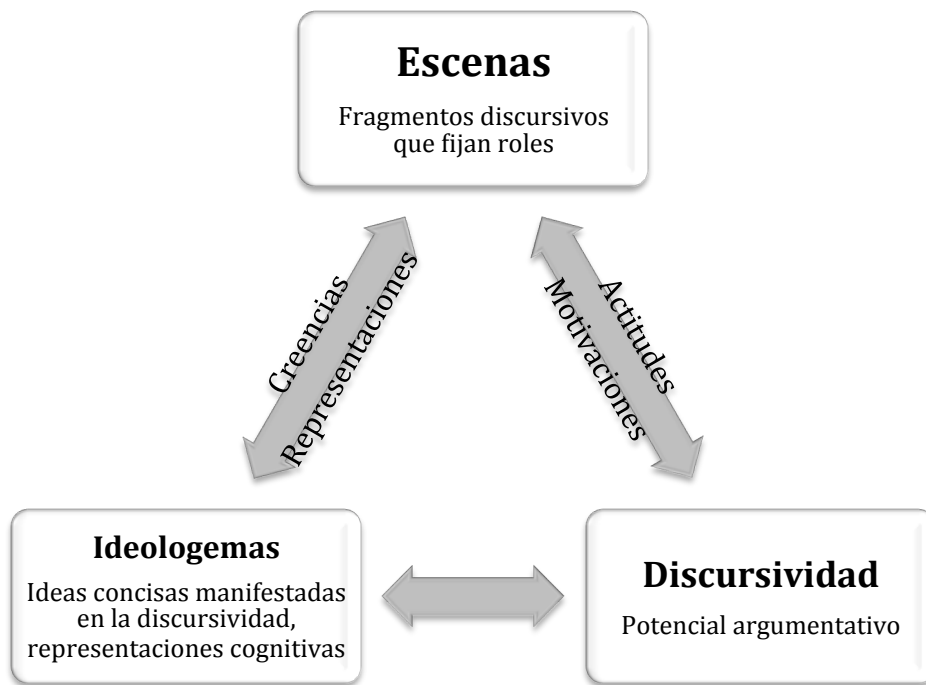 Escenas
Fragmentos discursivos
que fijan roles
Creencias
Representaciones
Actitudes
Motivaciones
Ideologemas
Ideas concisas manifestadas
en la discursividad,
representaciones cognitivas
Discursividad
Potencial argumentativo